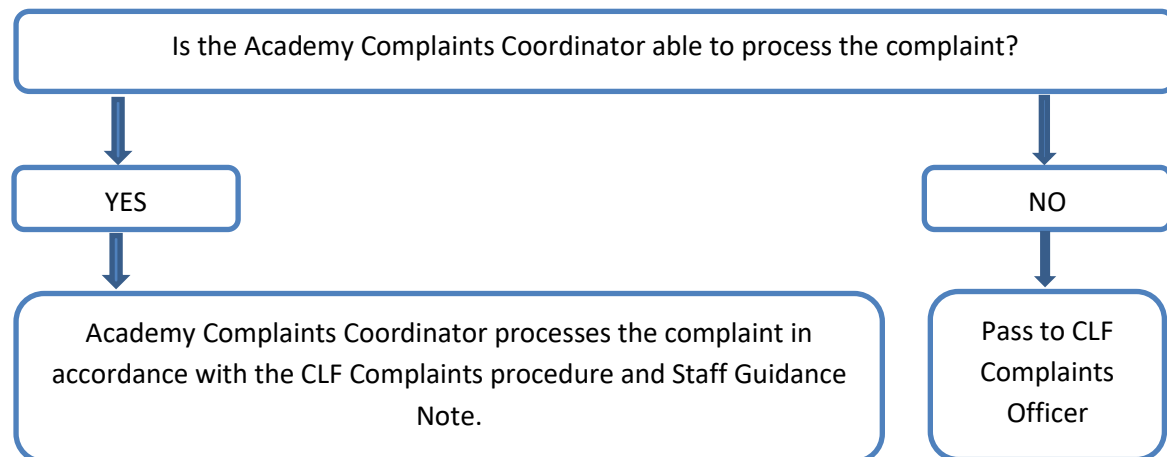 Is the Academy Complaints Coordinator able to process the complaint?
YES
NO
Academy Complaints Coordinator processes the complaint in
accordance with the CLF Complaints procedure and Staff Guidance
Note.
Pass to CLF
Complaints
Officer